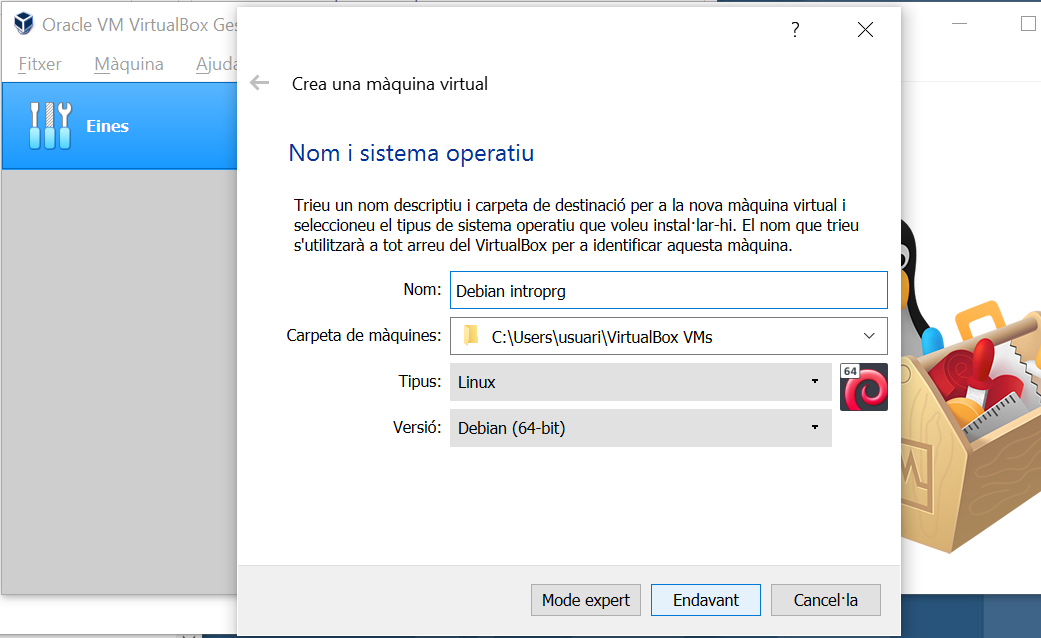 Oracle VM VirtualBox Ges
Fitxer Màquina Ajuda
Eines
?
Crea una màquina virtual
Nom i sistema operatiu
Trieu un nom descriptiu i carpeta de destinació per a la nova màquina virtual i
seleccioneu el tipus de sistema operatiu que voleu instal·lar-hi. El nom que trieu
s'utilitzarà a tot arreu del VirtualBox per a identificar aquesta màquina.
Nom: Debian introprg
Carpeta de màquines: C:\Users\usuari\VirtualBox VMs
Tipus: Linux
64
Versió: Debian (64-bit)
Mode expert Endavant Cancel·la